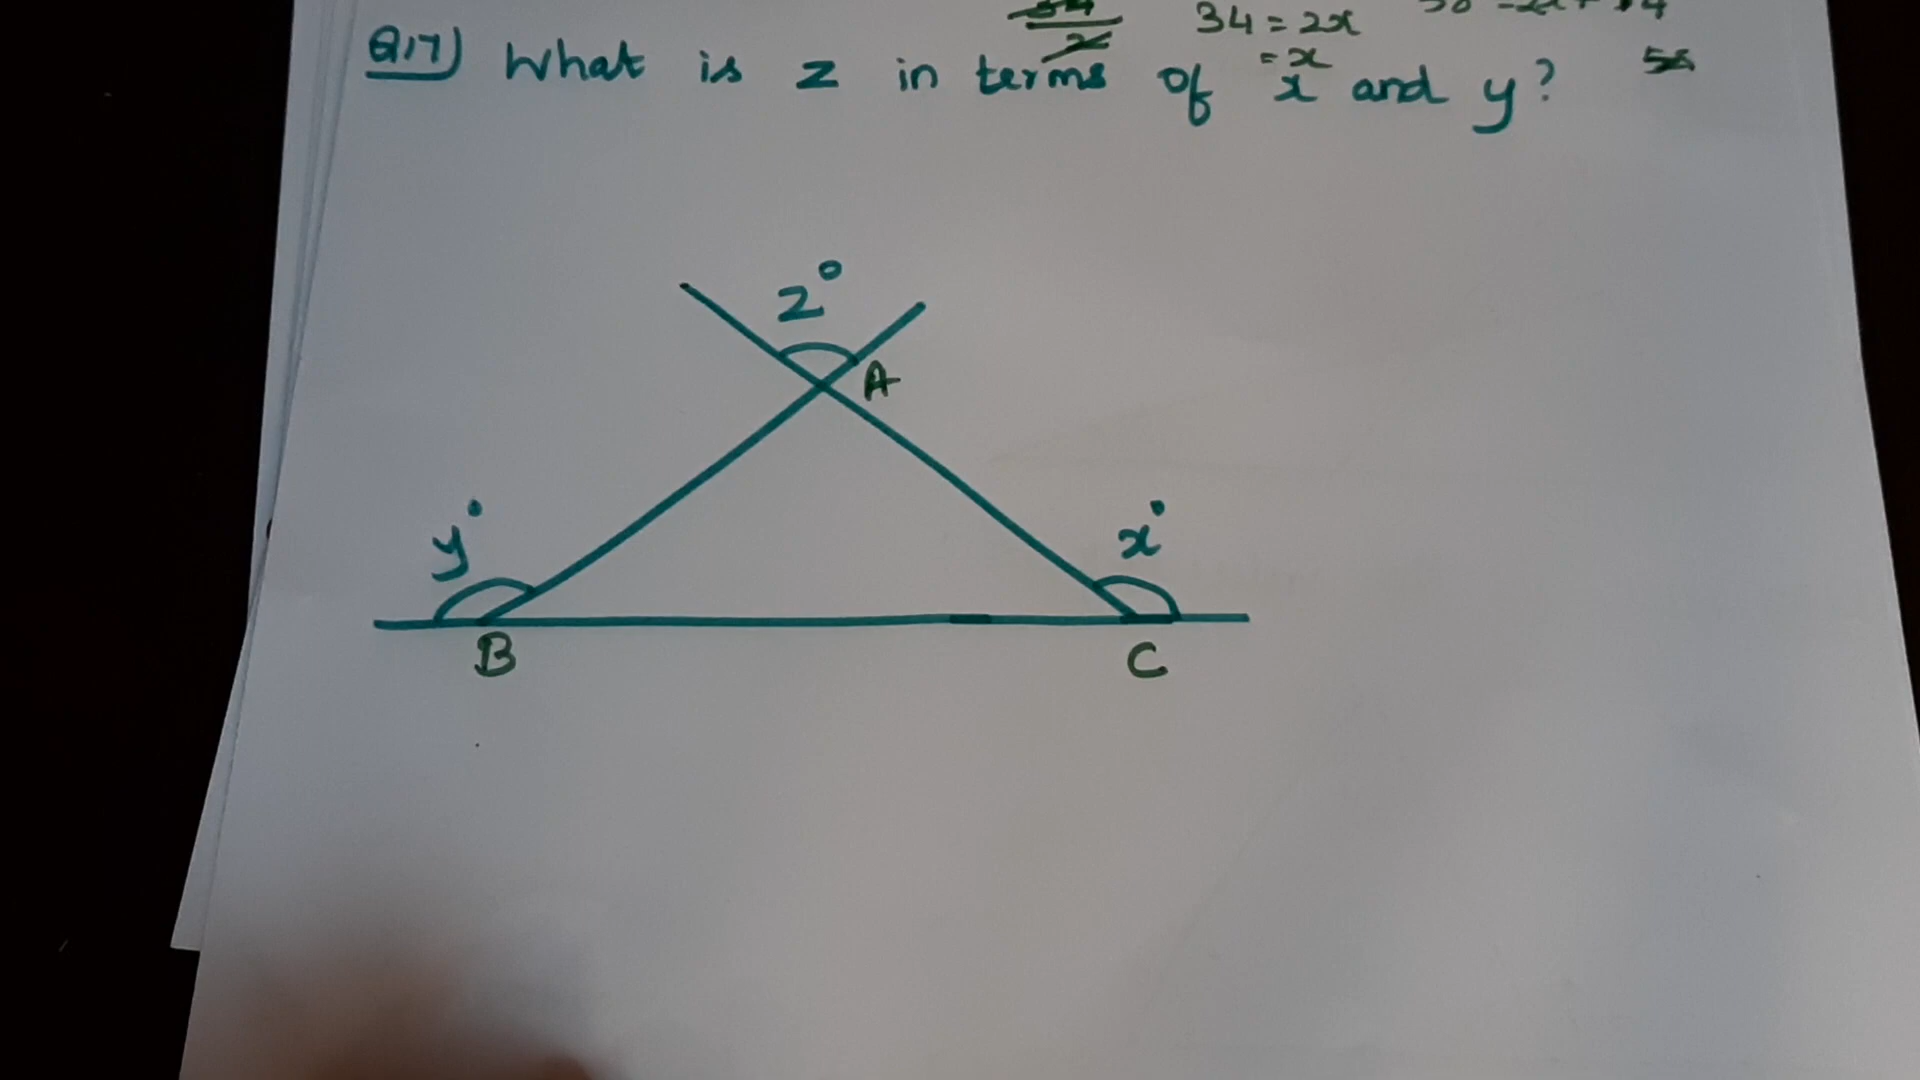 34 = 2x
= x
Q17) What is z in terms of x and y?
z°
A
y°
x°
B
C